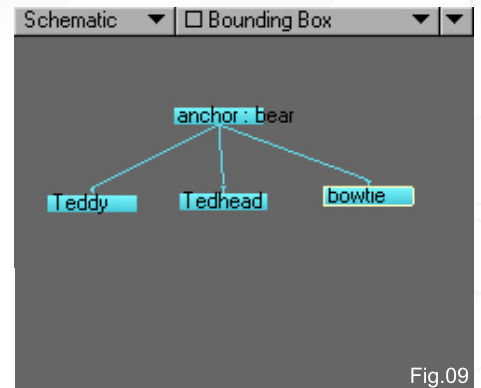 Schematic
Bounding Box
anchor : bear
Teddy
Tedhead
bowtie
Fig.09